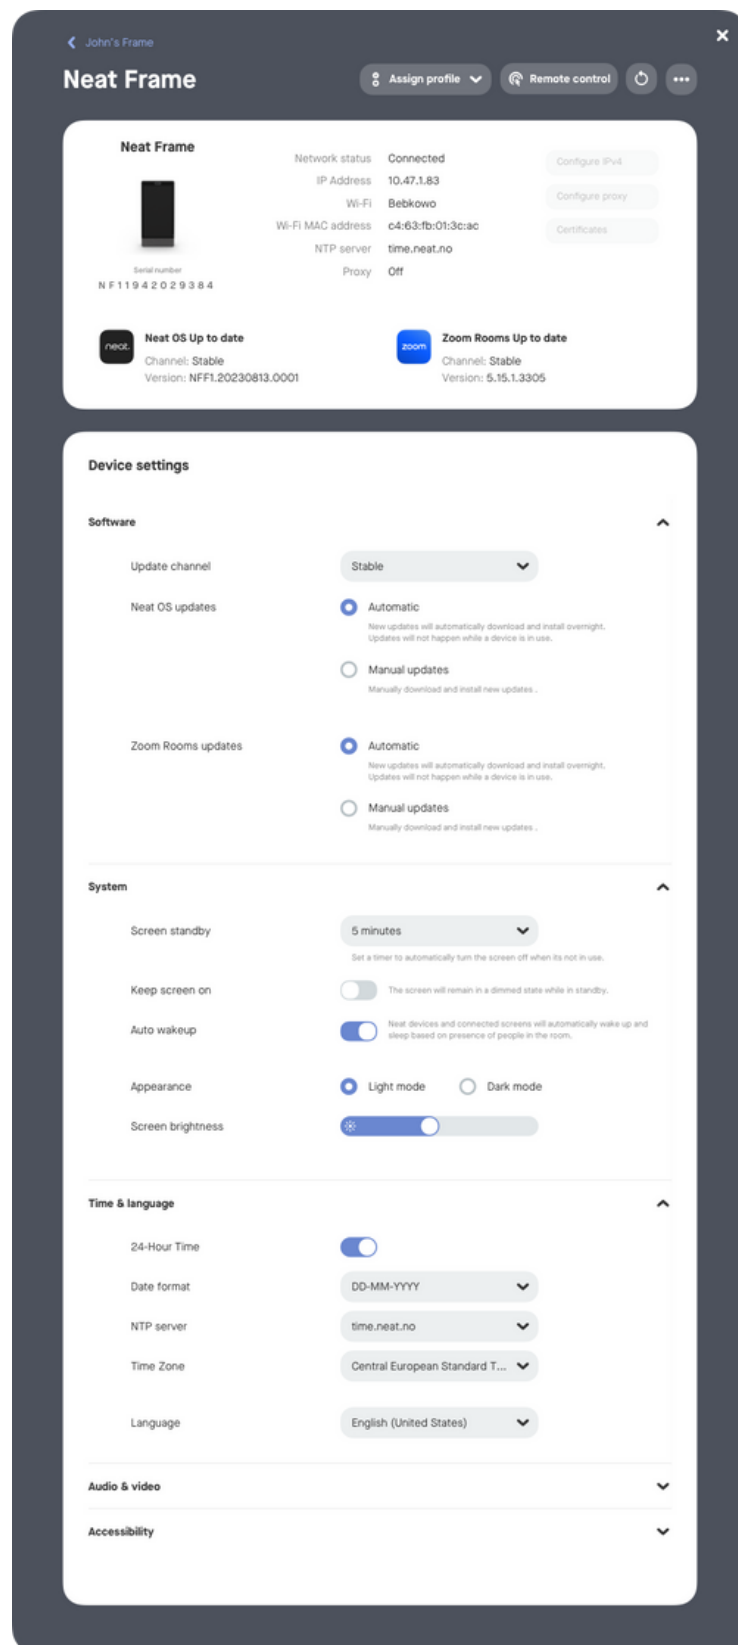 John's Frame
Neat Frame
Assign profile
Remote control
Neat Frame
Serial number
NF11942029384
Network status Connected
IP Address 10.47.1.83
Wi-Fi Bebkowo
Wi-Fi MAC address c4:63:fb:01:3c:ac
NTP server time.neat.no
Proxy Off
Configure IPv4
Configure proxy
Certificates
neat.
Neat OS Up to date
Channel: Stable
Version: NFF1.20230813.0001
zoom
Zoom Rooms Up to date
Channel: Stable
Version: 5.15.1.3305
Device settings
Software
Update channel Stable
Neat OS updates Automatic
New updates will automatically download and install overnight.
Updates will not happen while a device is in use.
Manual updates
Manually download and install new updates .
Zoom Rooms updates Automatic
New updates will automatically download and install overnight.
Updates will not happen while a device is in use.
Manual updates
Manually download and install new updates .
System
Screen standby 5 minutes
Set a timer to automatically turn the screen off when its not in use.
Keep screen on The screen will remain in a dimmed state while in standby.
Auto wakeup Neat devices and connected screens will automatically wake up and
sleep based on presence of people in the room.
Appearance Light mode Dark mode
Screen brightness
Time & language
24-Hour Time
Date format DD-MM-YYYY
NTP server time.neat.no
Time Zone Central European Standard T...
Language English (United States)
Audio & video
Accessibility